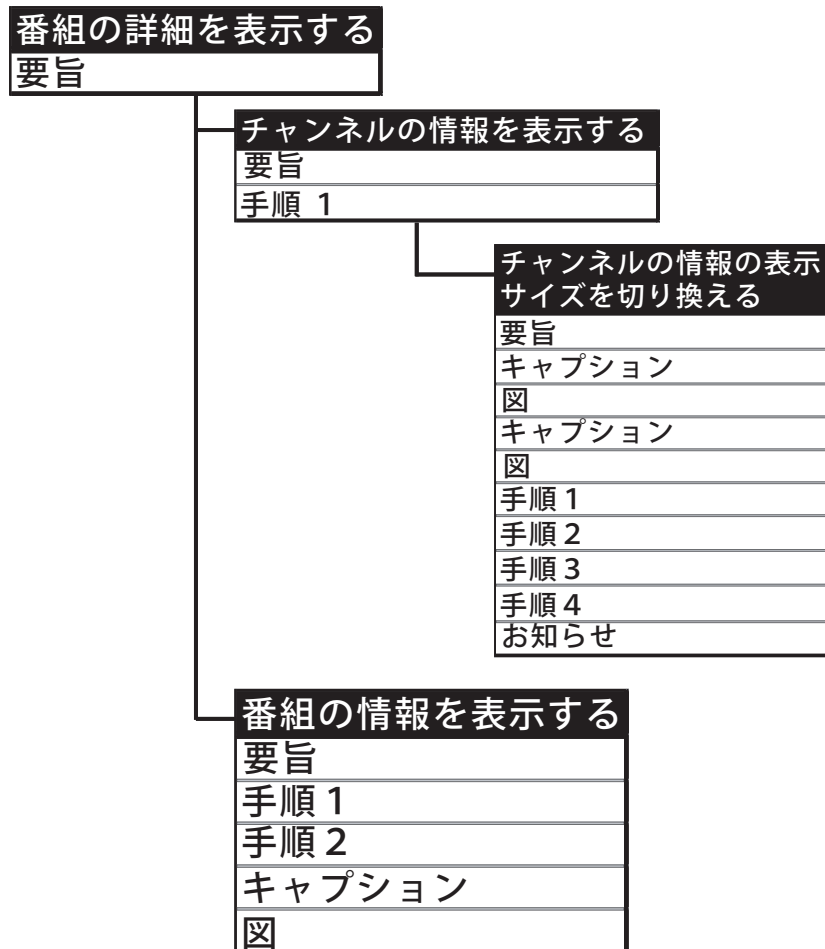 番組の詳細を表示する
要旨
チャンネルの情報を表示する
要旨
手順 1
チャンネルの情報の表示
サイズを切り換える
要旨
キャプション
図
キャプション
図
手順 1
手順 2
手順 3
手順 4
お知らせ
番組の情報を表示する
要旨
手順 1
手順 2
キャプション
図